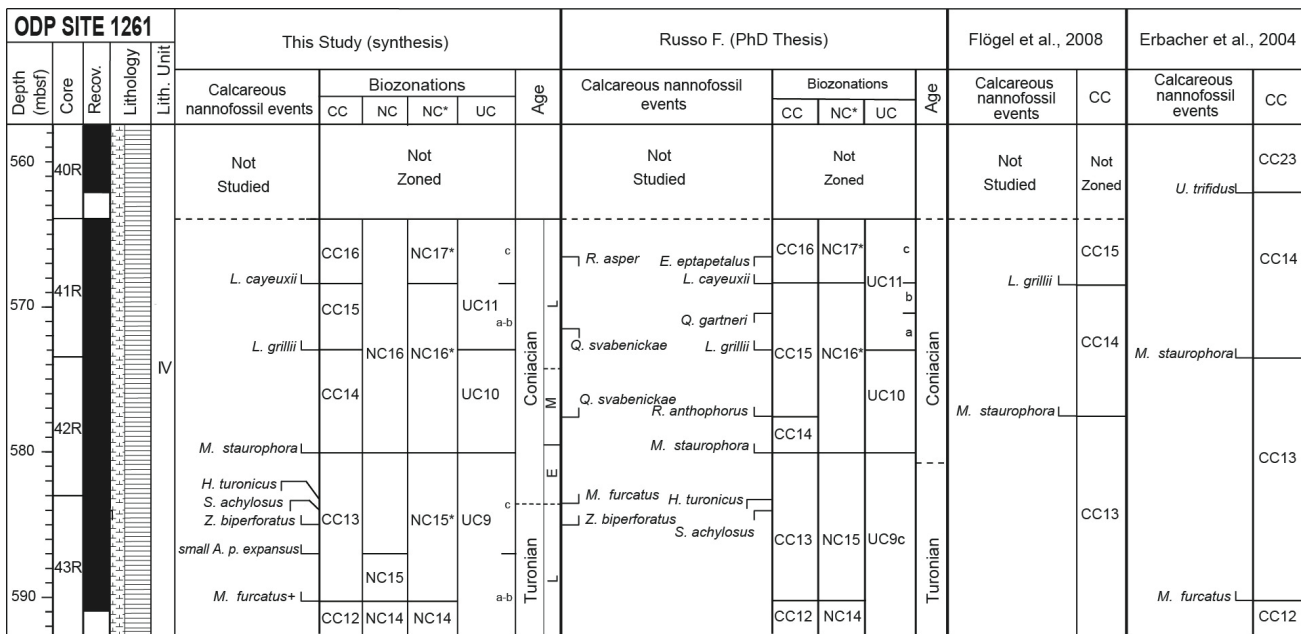 ODP SITE 1261
This Study (synthesis)
Russo F. (PhD Thesis)
Flögel et al., 2008
Erbacher et al., 2004
Depth
(mbsf)
Core
Recov.
Lithology
Lith. Unit
Calcareous
nannofossil events
Biozonations
CC NC NC* UC
Age
Calcareous nannofossil
events
Biozonations
CC NC* UC
Age
Calcareous
nannofossil
events
CC
Calcareous
nannofossil
events
CC
560
570
580
590
40R
41R
42R
43R
IV
Not
Studied
Not
Zoned
L. cayeuxii
L. grillii
M. staurophora
H. turonicus
S. achylosus
Z. biperforatus
small A. p. expansus
M. furcatus+
CC16
CC15
CC14
CC13
CC12
NC16
NC15
NC14
NC17*
NC16*
NC15*
NC14
c
UC11
a-b
UC10
c
UC9
a-b
Coniacian
Turonian
L
M
E
L
Not
Studied
Not
Zoned
R. asper
Q. svabenickae
Q. svabenickae
M. furcatus
Z. biperforatus
E. eptapetalus
L. cayeuxii
Q. gartneri
L. grillii
R. anthophorus
M. staurophora
H. turonicus
S. achylosus
CC16
CC15
CC14
CC13
CC12
NC17*
NC16*
NC15
NC14
c
UC11
b
a
UC10
UC9c
Coniacian
Turonian
Not
Studied
Not
Zoned
L. grillii
M. staurophora
CC15
CC14
CC13
U. trifidus
M. staurophora
M. furcatus
CC23
CC14
CC13
CC12